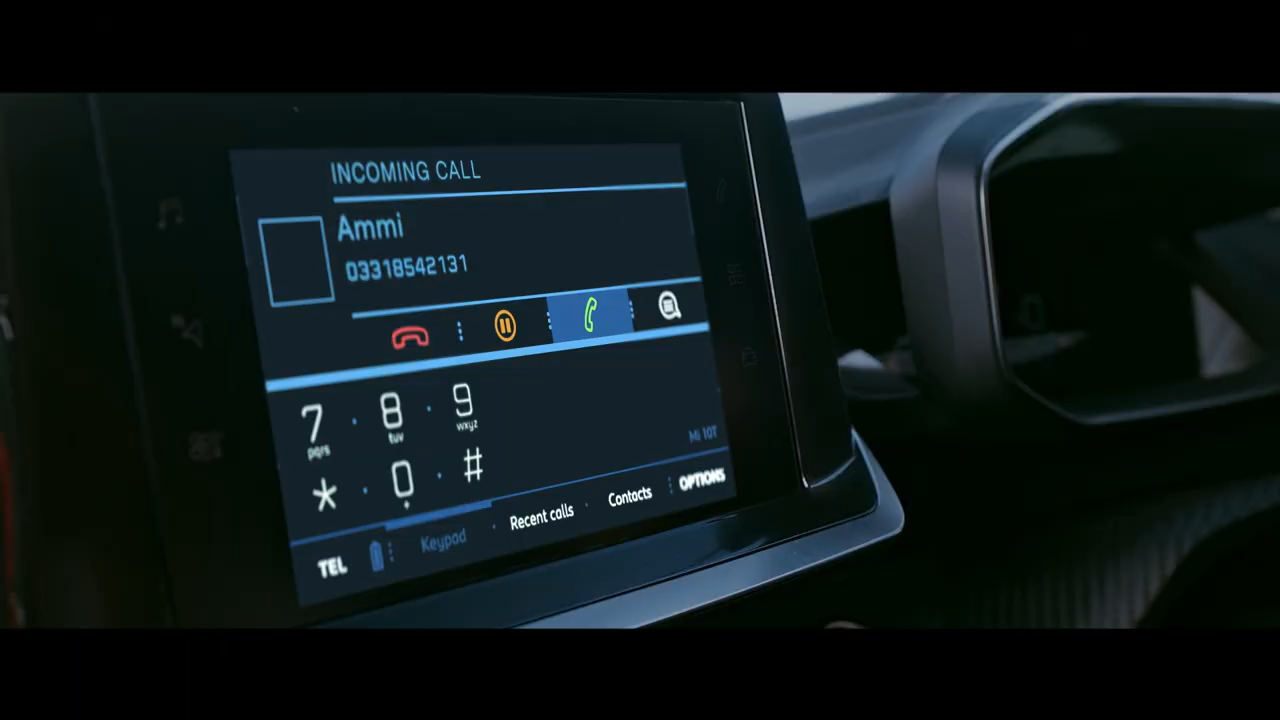 INCOMING CALL
Ammi
03318542131
7 8 9
pqrs tuv wxyz
* 0 #
+
Mi 10T
TEL Keypad Recent calls Contacts OPTIONS